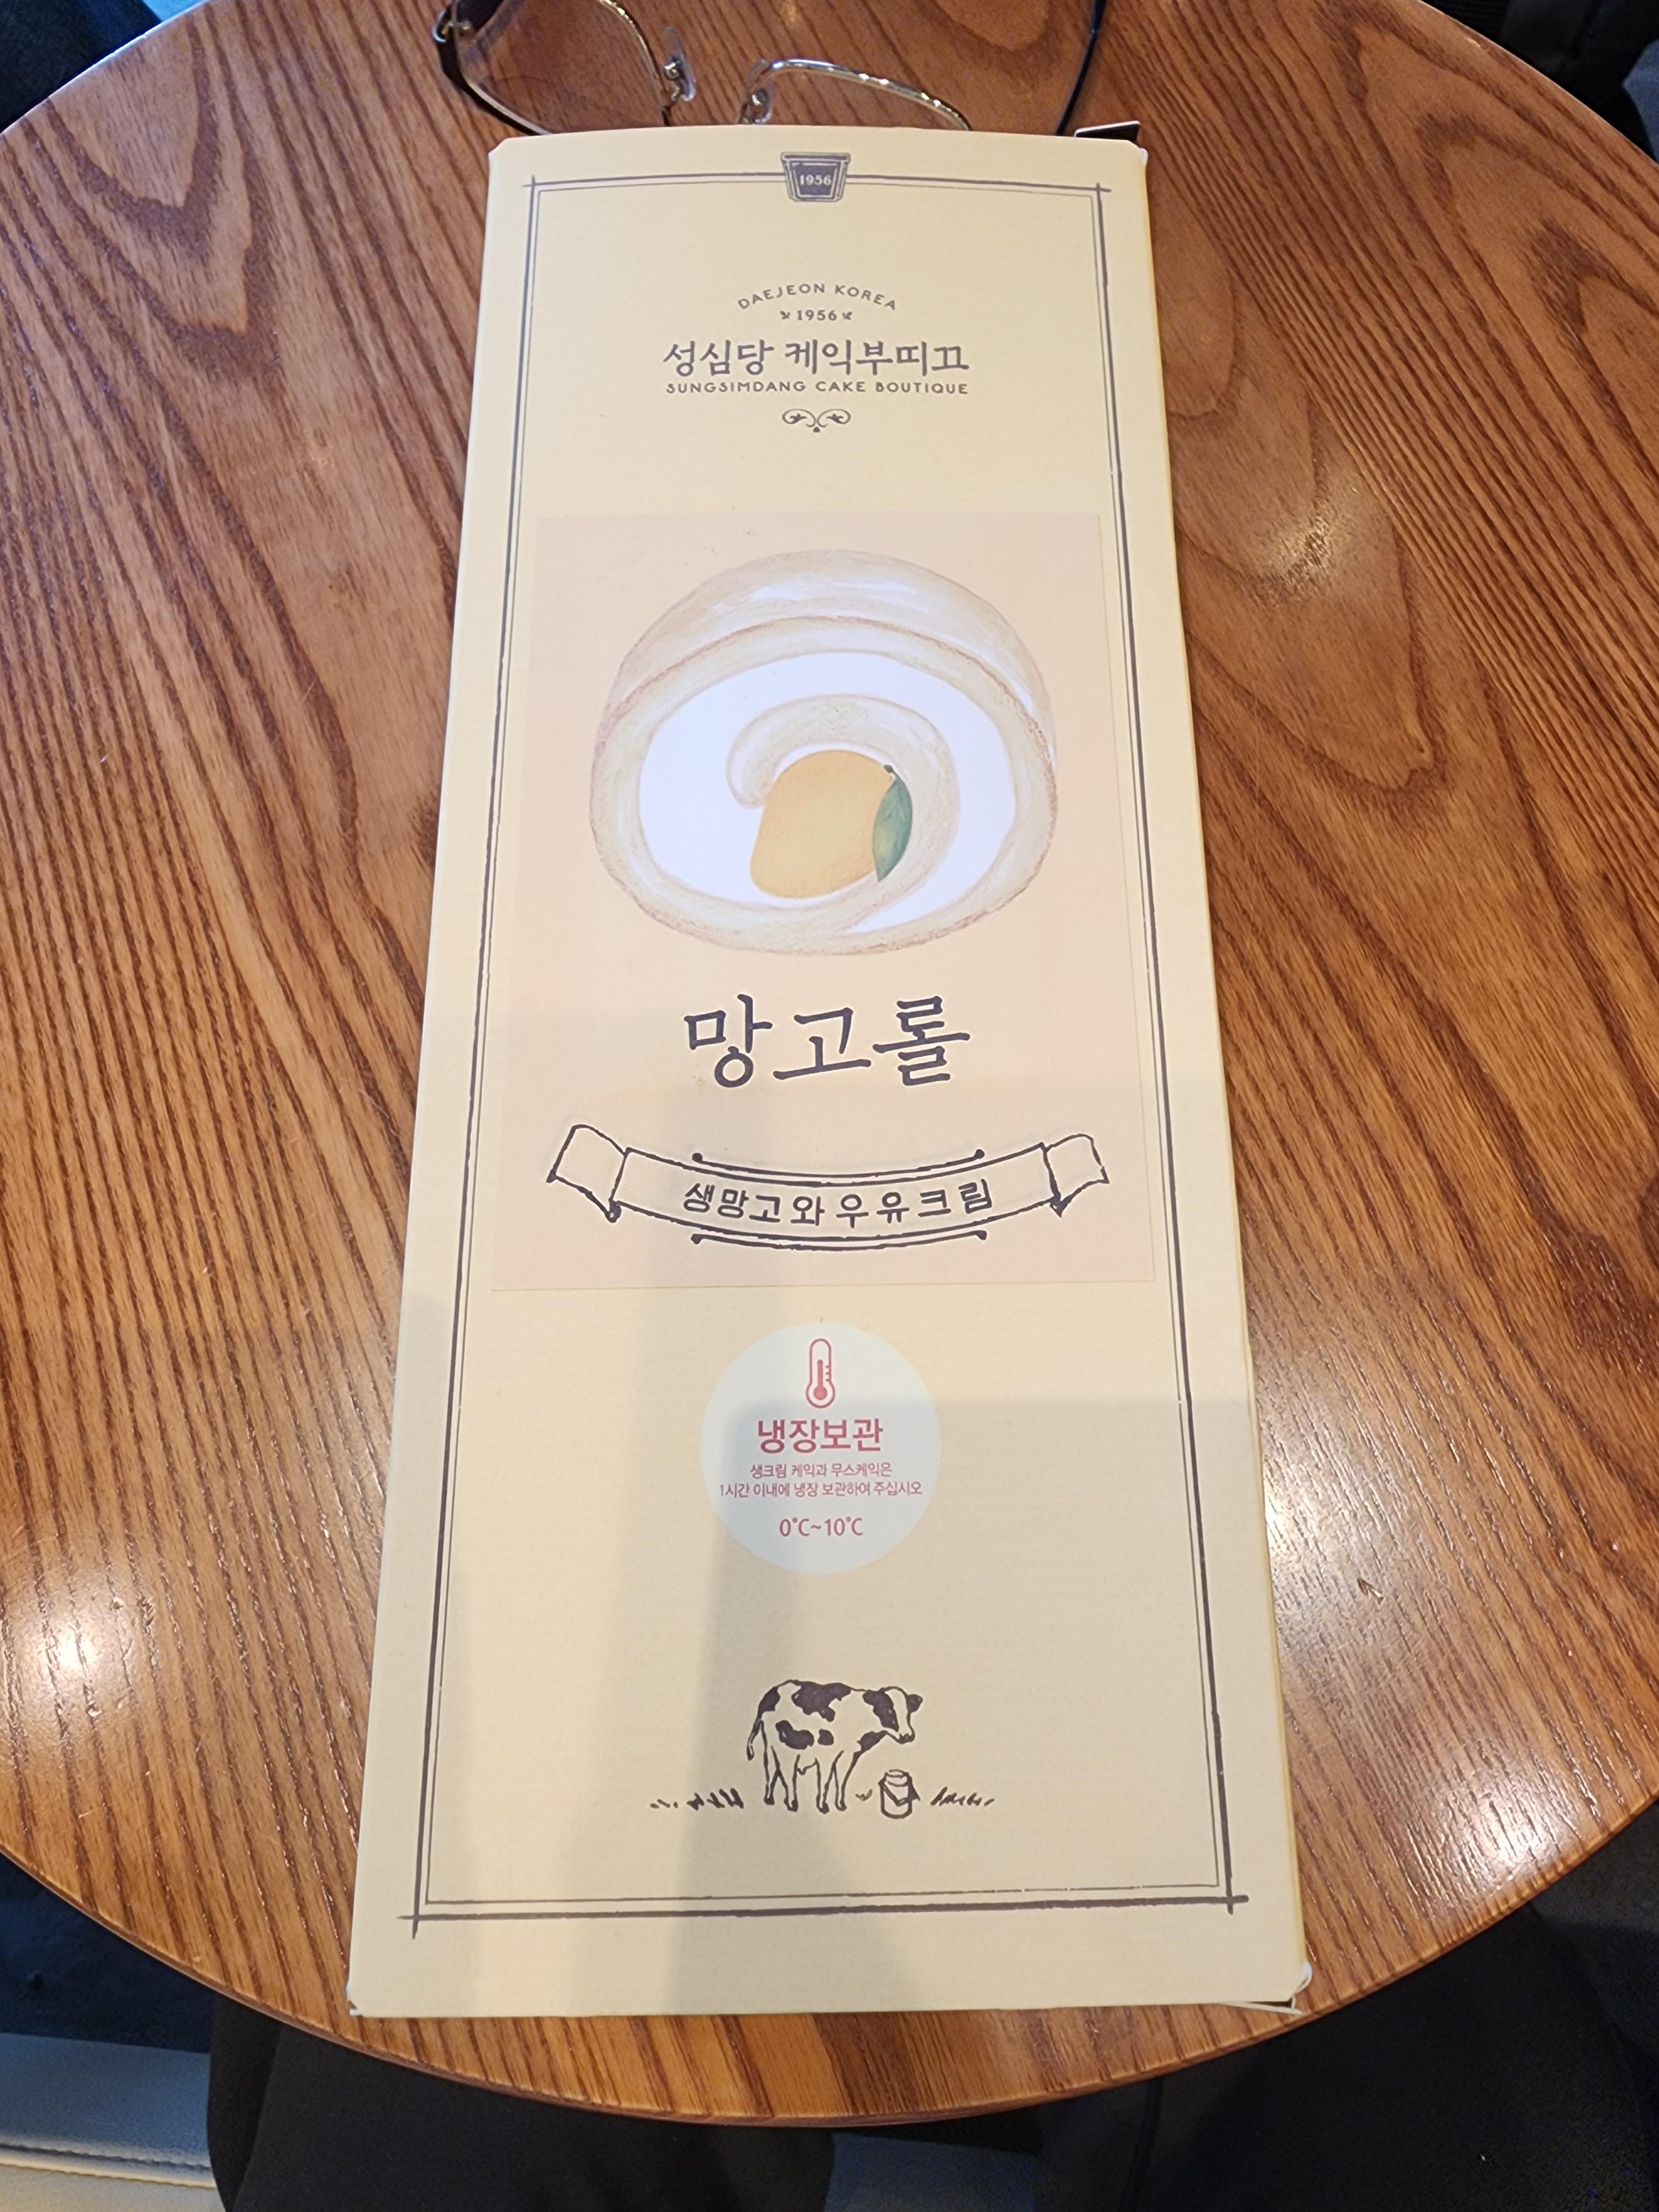 1956
DAEJEON KOREA
1956
성심당 케익부띠끄
SUNGSIMDANG CAKE BOUTIQUE
망고롤
생망고와 우유크림
냉장보관
생크림 케익과 무스케익은
1시간 이내에 냉장 보관하여 주십시오
0°C~10°C